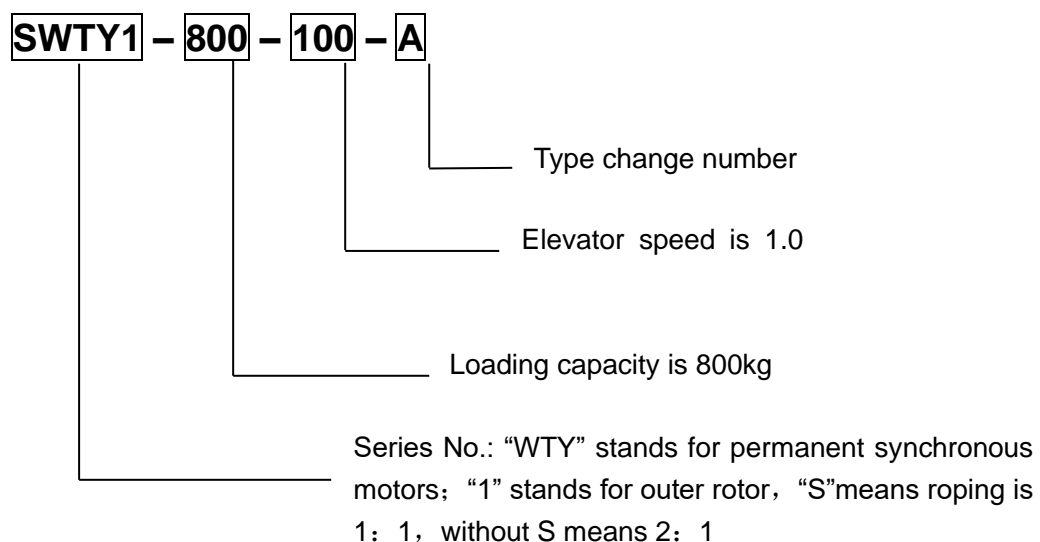 SWTY1 – 800 – 100 – A
Type change number
Elevator speed is 1.0
Loading capacity is 800kg
Series No.: “WTY” stands for permanent synchronous
motors；“1” stands for outer rotor，“S”means roping is
1：1，without S means 2：1